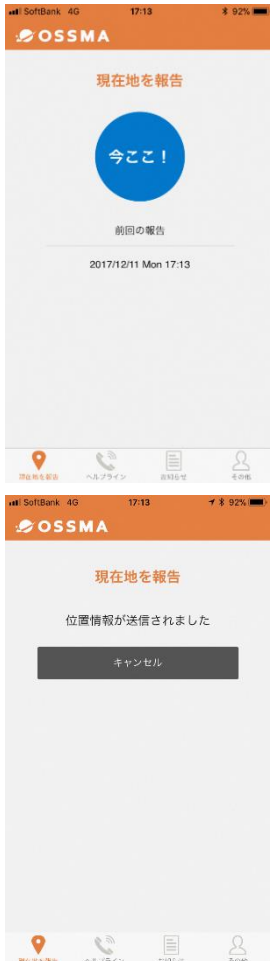 SoftBank 4G 17:13 92%
OSSMA
現在地を報告
今ここ！
前回の報告
2017/12/11 Mon 17:13
現在地を報告 ヘルプライン お知らせ その他
SoftBank 4G 17:13 92%
OSSMA
現在地を報告
位置情報が送信されました
キャンセル